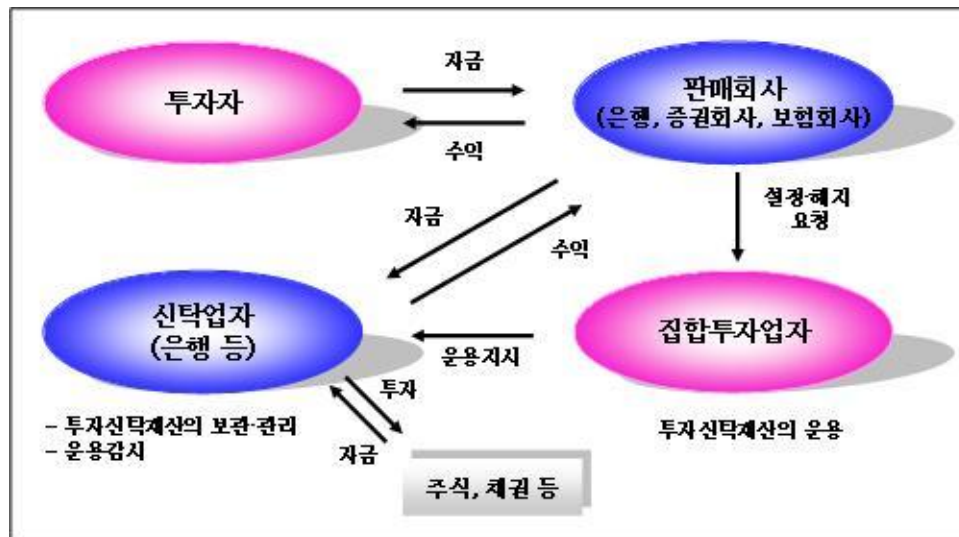 자금
투자자
판매회사
(은행, 증권회사, 보험회사)
수익
자금
설정·해지
요청
수익
신탁업자
(은행 등)
집합투자업자
운용지시
투자
- 투자신탁재산의 보관·관리
- 운용감시
자금
투자신탁재산의 운용
주식, 채권 등